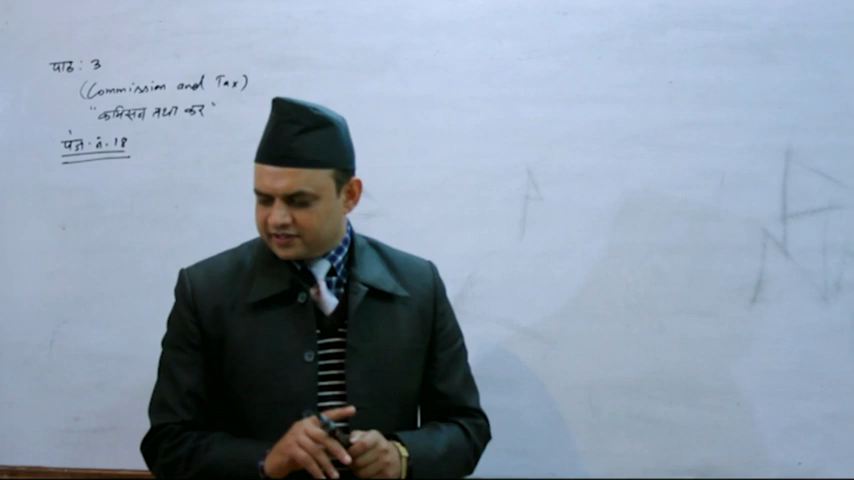 पाठ : 3
(Commission and Tax)
"कमिसन तथा कर"
पेज . नं . 18